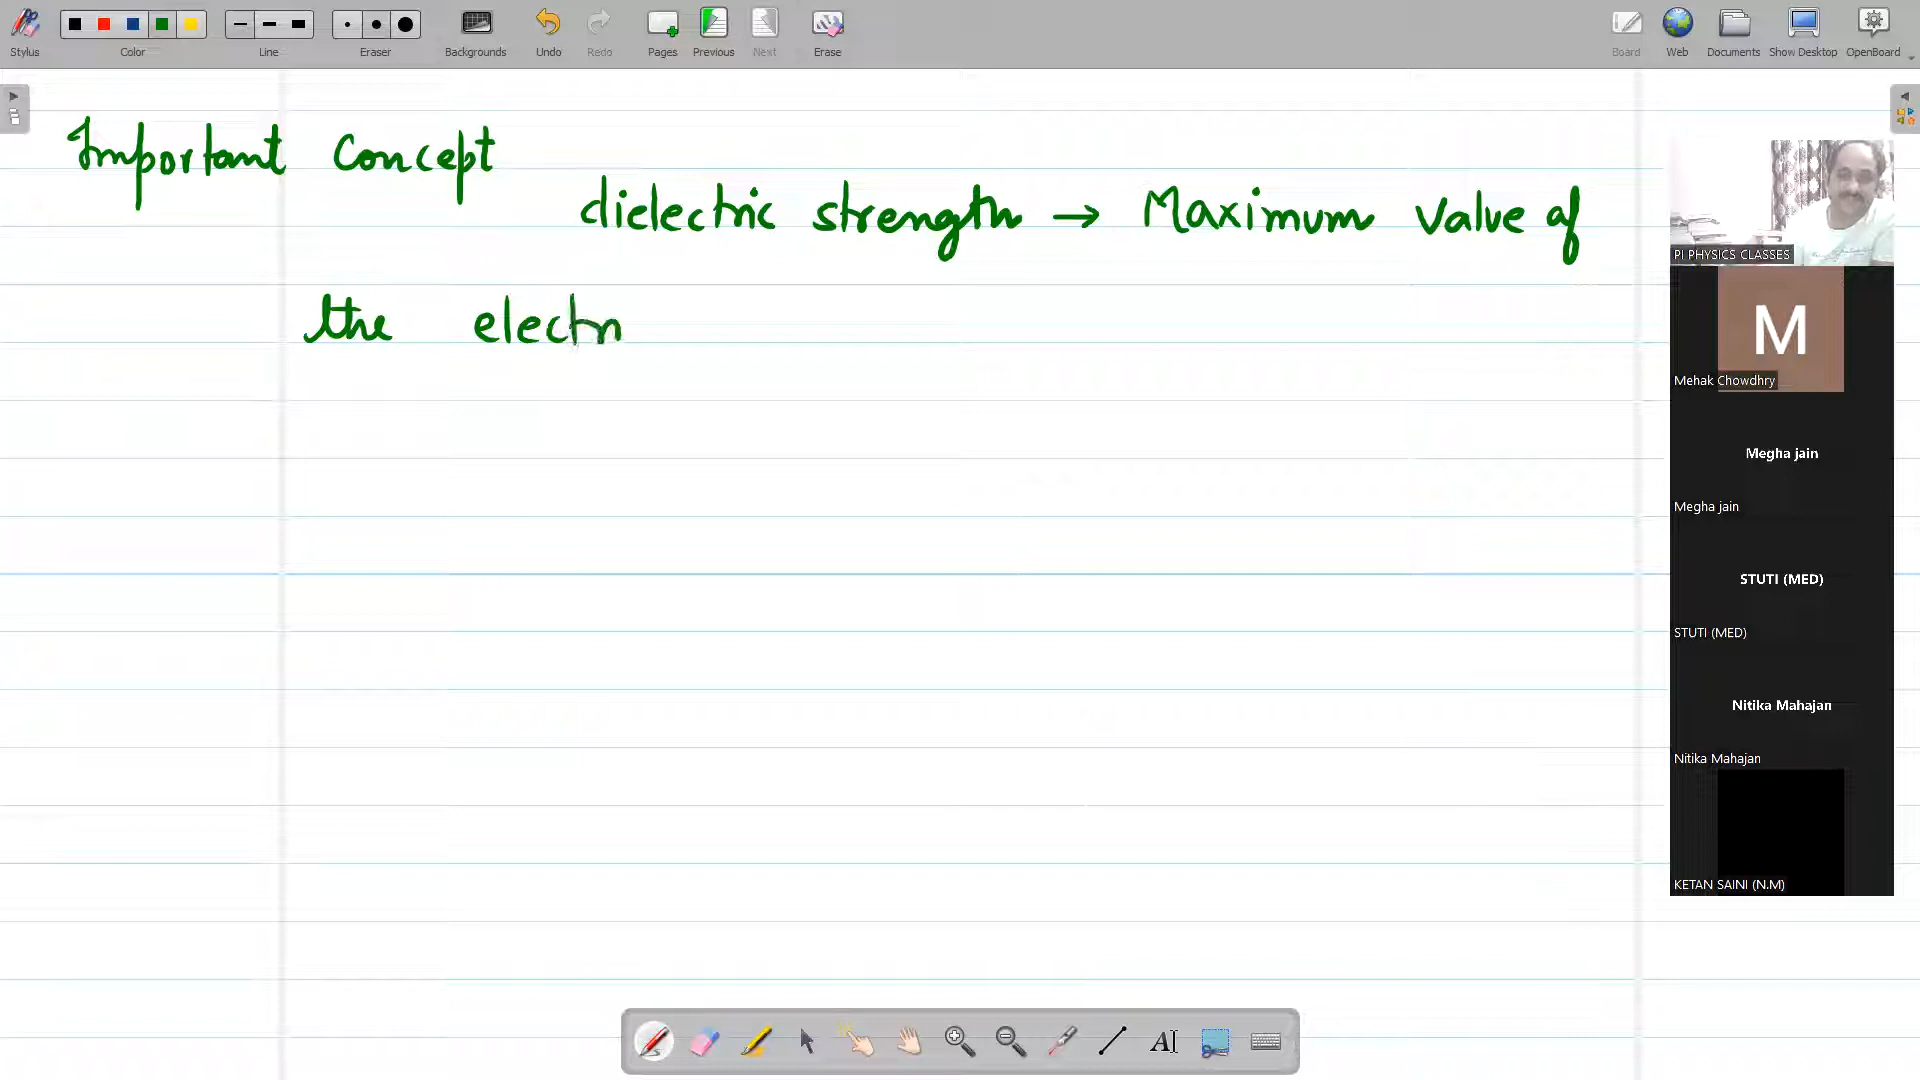 Stylus
Color
Line
Eraser
Backgrounds
Undo
Redo
Pages
Previous
Next
Erase
Board
Web
Documents
Show Desktop
OpenBoard
Important Concept
dielectric strength → Maximum value of
the electr
PI PHYSICS CLASSES
M
Mehak Chowdhry
Megha jain
Megha jain
STUTI (MED)
STUTI (MED)
Nitika Mahajan
Nitika Mahajan
KETAN SAINI (N.M)
AI